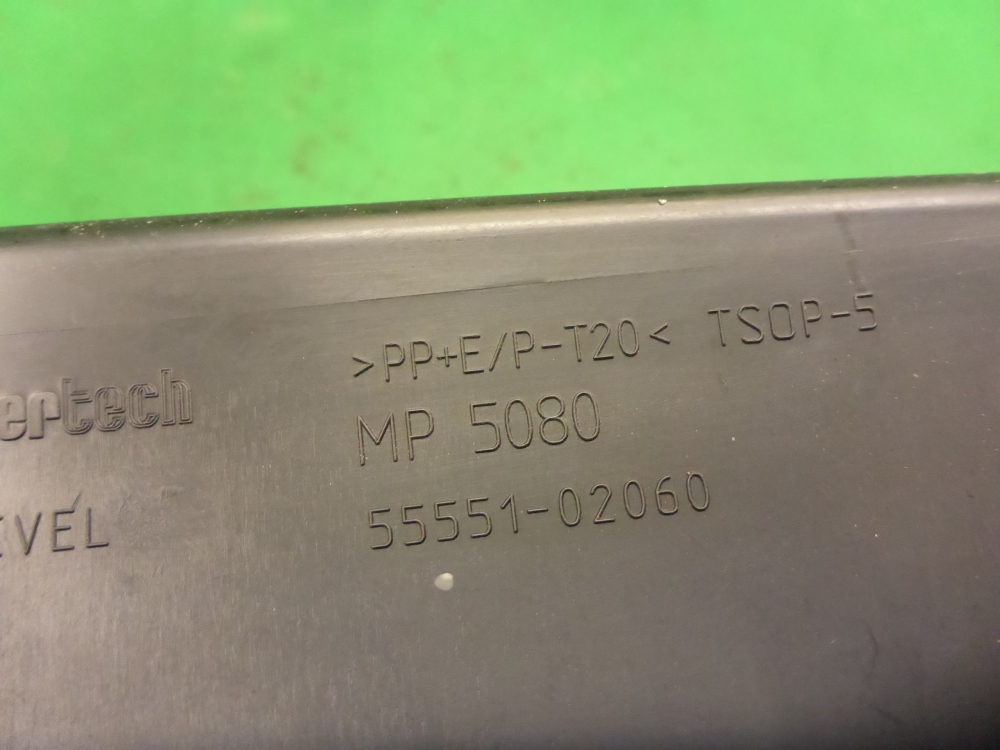 >PP+E/P-T20< TSOP-5
ertech
MP 5080
EVEL
55551-02060